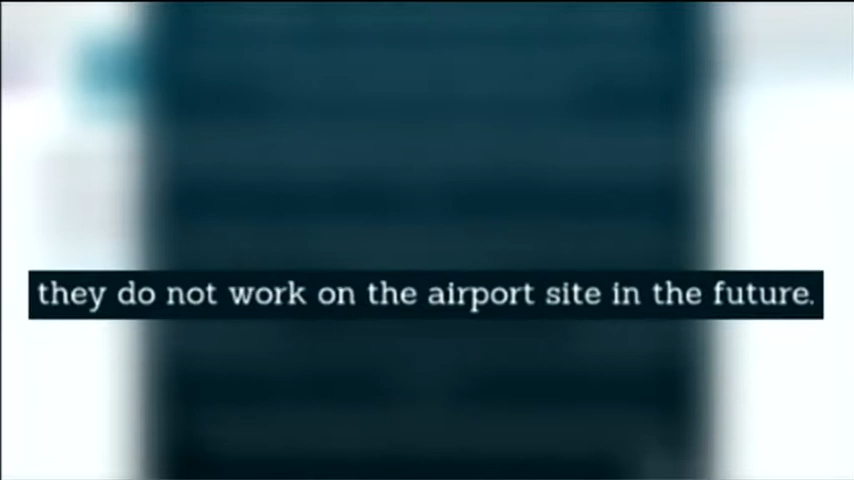 they do not work on the airport site in the future.